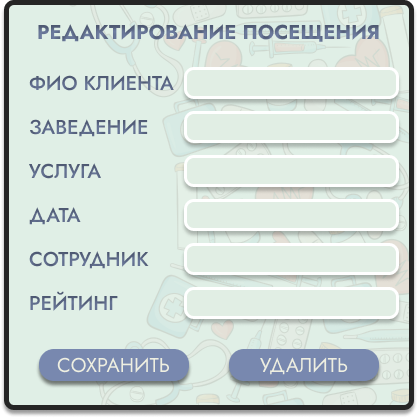 РЕДАКТИРОВАНИЕ ПОСЕЩЕНИЯ
ФИО КЛИЕНТА
ЗАВЕДЕНИЕ
УСЛУГА
ДАТА
СОТРУДНИК
РЕЙТИНГ
СОХРАНИТЬ УДАЛИТЬ